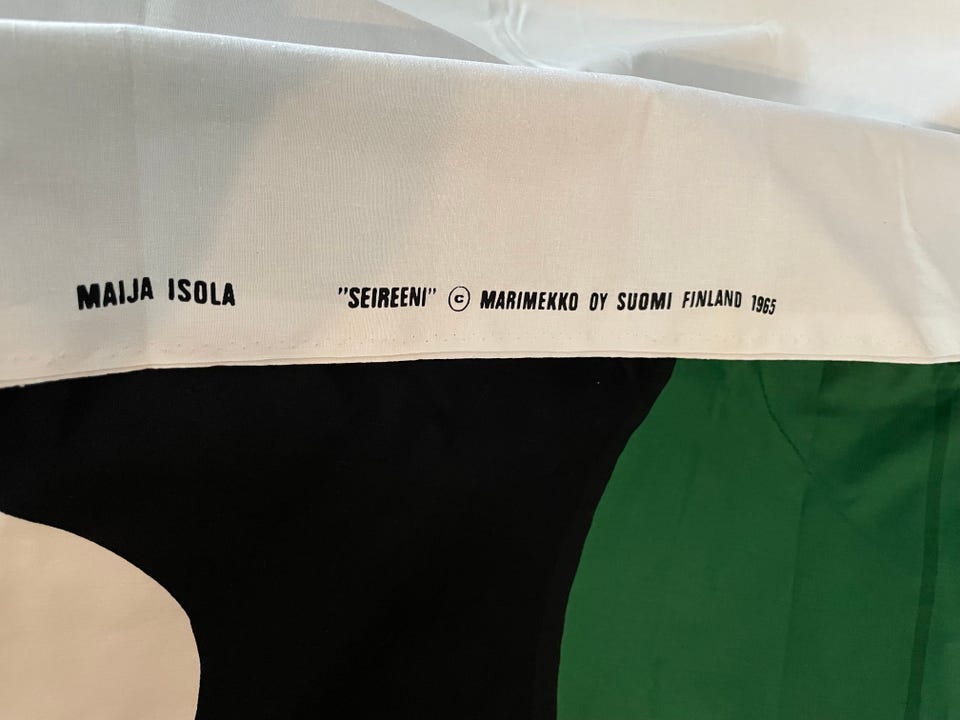 MAIJA ISOLA "SEIREENI" © MARIMEKKO OY SUOMI FINLAND 1965